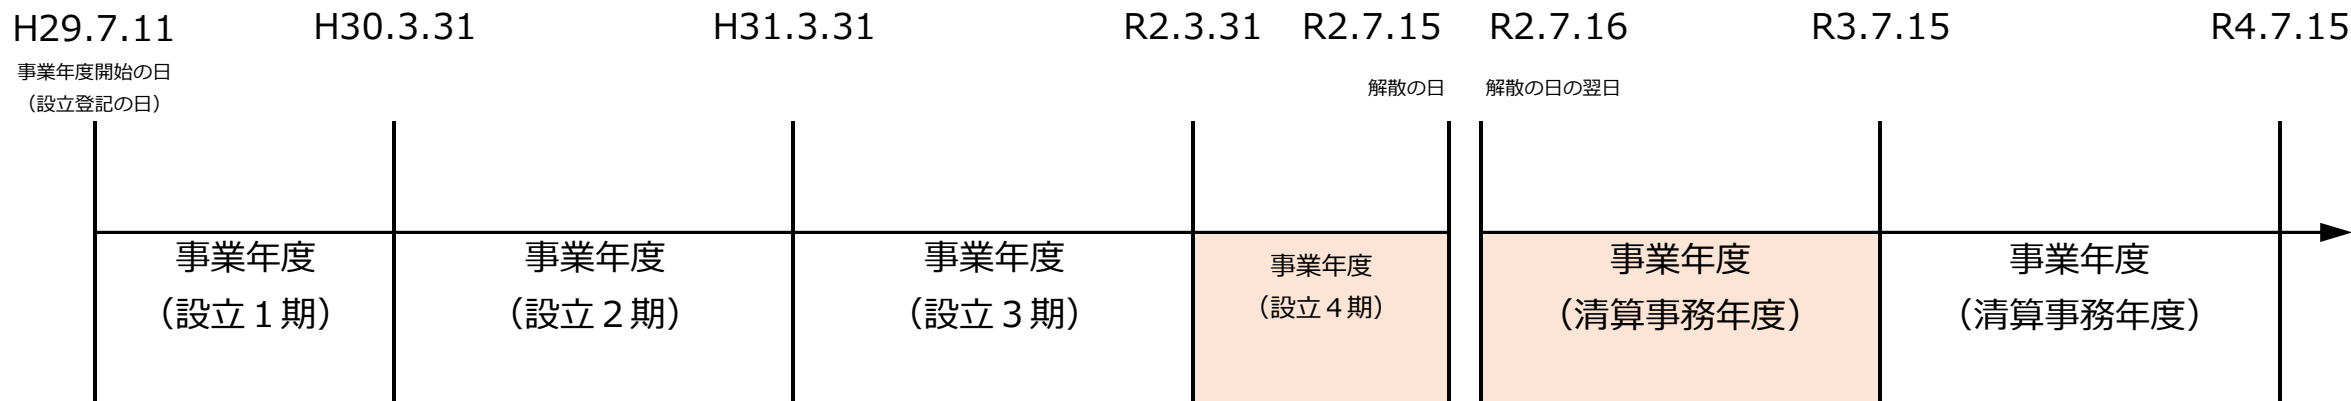 H29.7.11 H30.3.31 H31.3.31 R2.3.31 R2.7.15 R2.7.16 R3.7.15 R4.7.15
事業年度開始の日
（設立登記の日）
解散の日 解散の日の翌日
事業年度 事業年度 事業年度 事業年度 事業年度 事業年度
（設立１期） （設立２期） （設立３期） （設立４期） （清算事務年度） （清算事務年度）